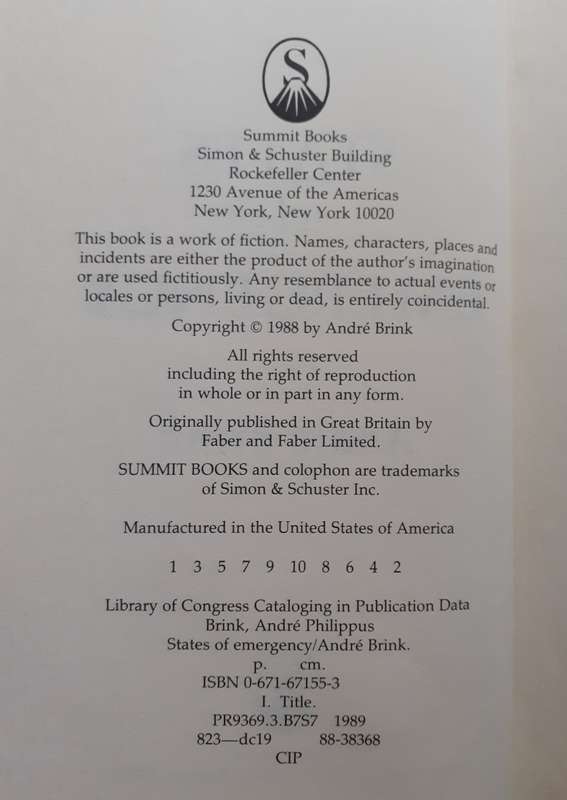 S
Summit Books
Simon & Schuster Building
Rockefeller Center
1230 Avenue of the Americas
New York, New York 10020
This book is a work of fiction. Names, characters, places and
incidents are either the product of the author's imagination
or are used fictitiously. Any resemblance to actual events or
locales or persons, living or dead, is entirely coincidental.
Copyright © 1988 by André Brink
All rights reserved
including the right of reproduction
in whole or in part in any form.
Originally published in Great Britain by
Faber and Faber Limited.
SUMMIT BOOKS and colophon are trademarks
of Simon & Schuster Inc.
Manufactured in the United States of America
1 3 5 7 9 10 8 6 4 2
Library of Congress Cataloging in Publication Data
Brink, André Philippus
States of emergency/André Brink.
p. cm.
ISBN 0-671-67155-3
I. Title.
PR9369.3.B7S7 1989
823—dc19 88-38368
CIP